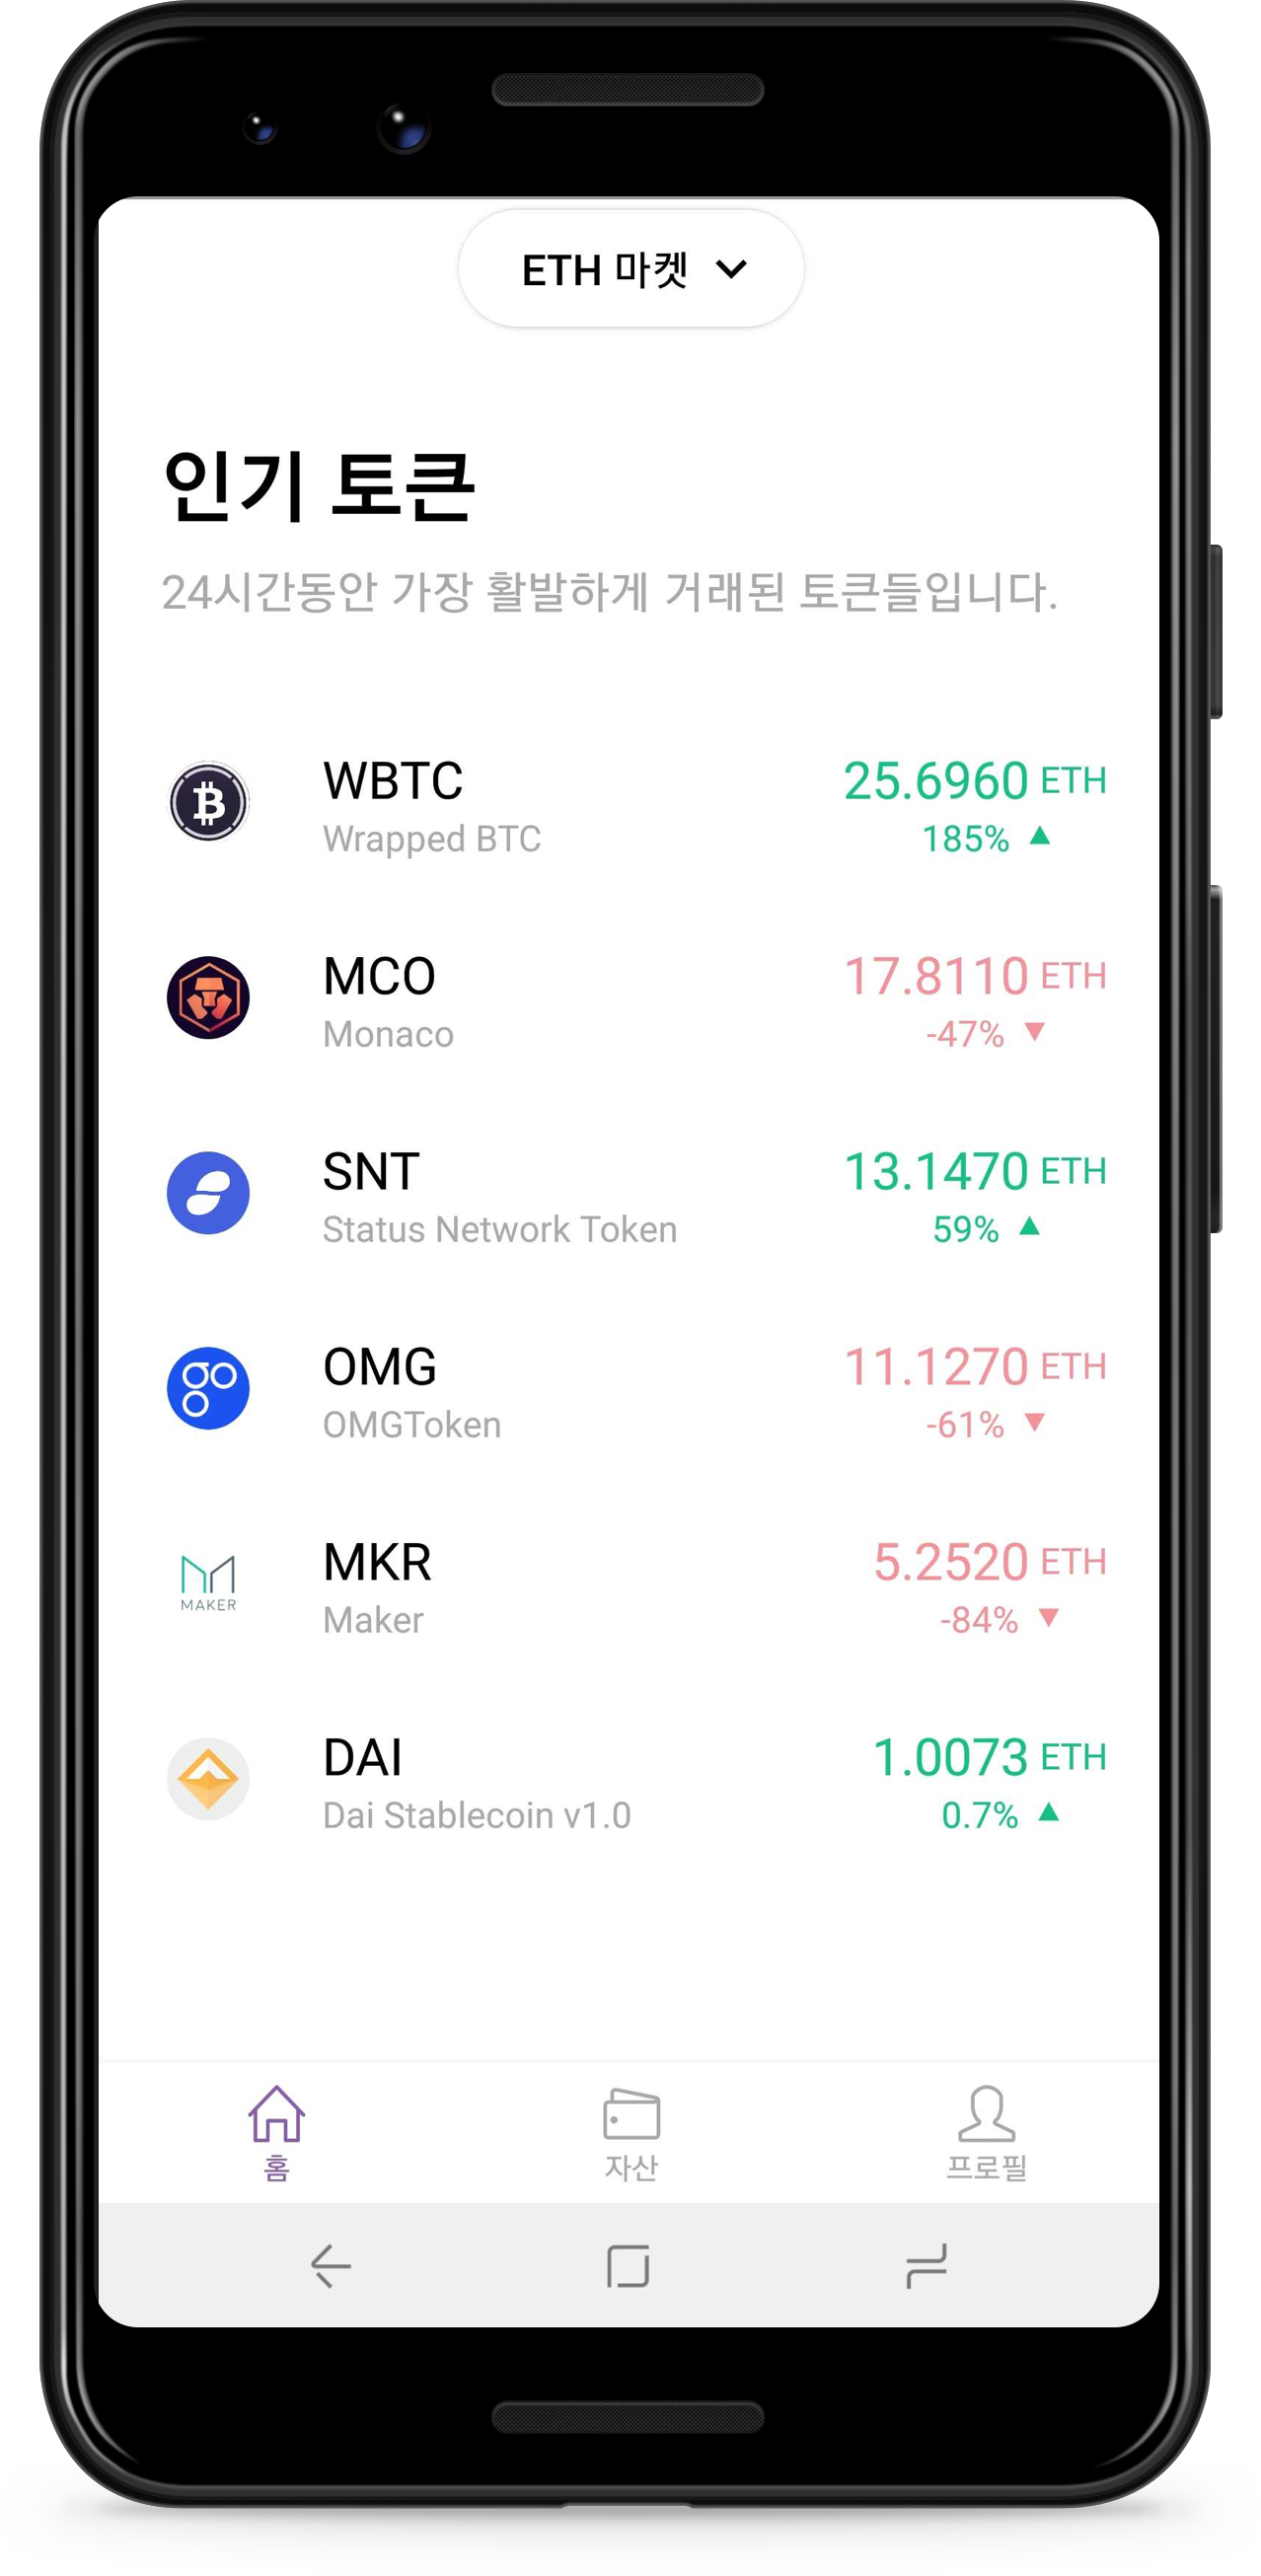 ETH 마켓
인기 토큰
24시간동안 가장 활발하게 거래된 토큰들입니다.
WBTC 25.6960 ETH
Wrapped BTC 185% ▲
MCO 17.8110 ETH
Monaco -47% ▼
SNT 13.1470 ETH
Status Network Token 59% ▲
OMG 11.1270 ETH
OMGToken -61% ▼
MKR 5.2520 ETH
MAKER Maker -84% ▼
DAI 1.0073 ETH
Dai Stablecoin v1.0 0.7% ▲
홈 자산 프로필